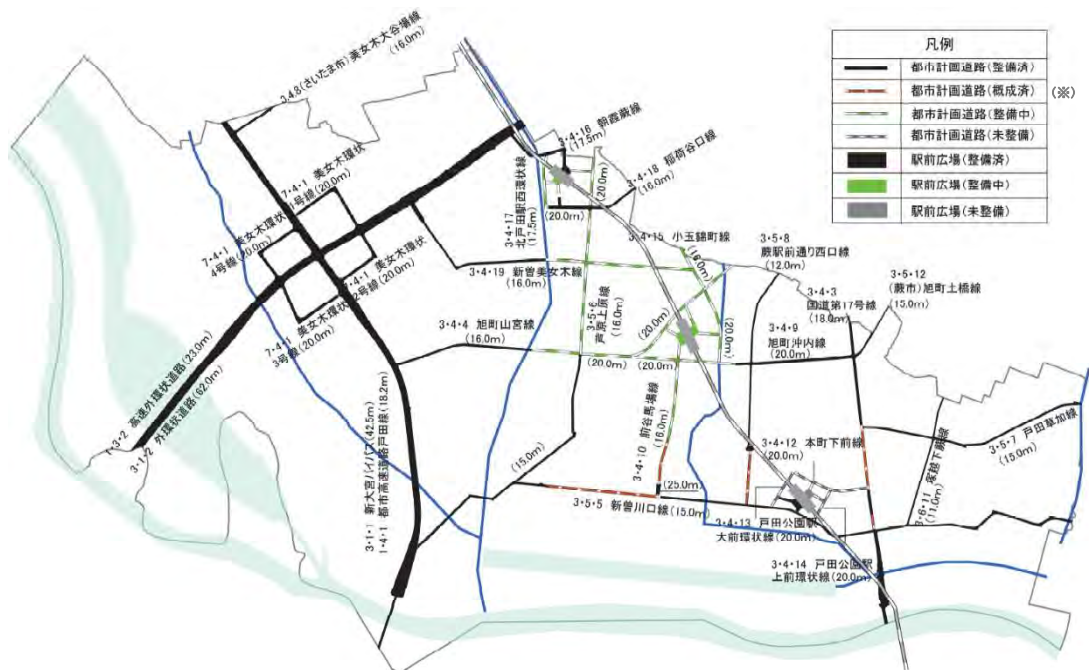 凡例
都市計画道路(整備済)
都市計画道路(概成済)
(※)
都市計画道路(整備中)
都市計画道路(未整備)
駅前広場(整備済)
駅前広場(整備中)
駅前広場(未整備)
3.4.8(さいたま市)美女木大谷場線
(16.0m)
3・4・18 朝霞蕨線
(17.5m)
3・4・18 稲荷谷口線
(16.0m)
(20.0m)
(20.0m)
7・4・1 美女木環状
1号線(20.0m)
7・4・1 美女木環状
4号線(20.0m)
7・4・1 美女木環状
2号線(20.0m)
7・4・1 美女木環状
3号線(20.0m)
3・4・17
北戸田駅西環状線
(17.5m)
3・4・15 小玉錦町線
(16.0m)
3・5・8
蕨駅前通り西口線
(12.0m)
3・5・12
(蕨市)旭町土橋線
(15.0m)
3・4・19 新曽美女木線
(16.0m)
3・4・3
国道第17号線
(18.0m)
3・5・6
芦原上戸線
(16.0m)
3・4・4 旭町山宮線
(16.0m)
(20.0m)
(20.0m)
(20.0m)
(20.0m)
3・4・9
旭町沖内線
(20.0m)
1・3・2 高速外環状道路(23.0m)
3・1・2 外環状道路(62.0m)
3・1・1 新大宮バイパス(42.5m)
1・4・1 都市高速道路戸田線(18.2m)
(15.0m)
3・4・10 前谷馬場線
(16.0m)
(25.0m)
3・4・12 本町下前線
(20.0m)
3・5・7 戸田草加線
(15.0m)
3・6・11 塚越下前線
(11.0m)
3・5・5 新曽川口線(15.0m)
3・4・13 戸田公園駅
大前環状線(20.0m)
3・4・14 戸田公園駅
上前環状線(20.0m)